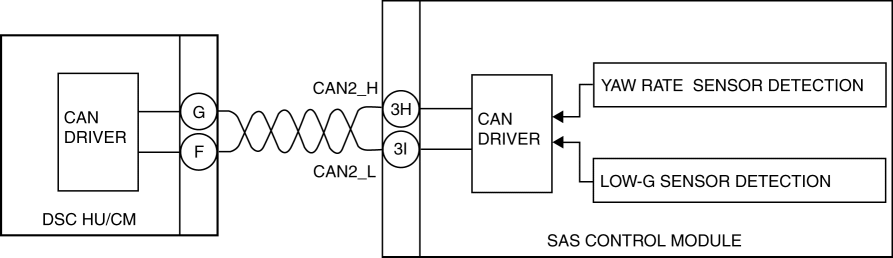 CAN2_H
G
3H
YAW RATE SENSOR DETECTION
CAN
DRIVER
CAN
DRIVER
F
3I
CAN2_L
LOW-G SENSOR DETECTION
DSC HU/CM
SAS CONTROL MODULE